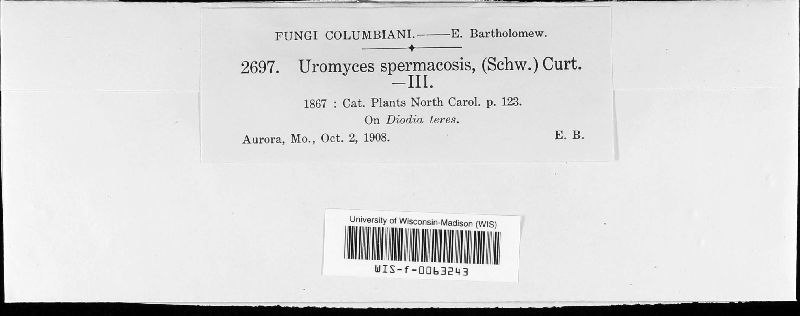 FUNGI COLUMBIANI.——E. Bartholomew.
2697. Uromyces spermacosis, (Schw.) Curt.
—III.
1867 : Cat. Plants North Carol. p. 123.
On Diodia teres.
Aurora, Mo., Oct. 2, 1908. E. B.
University of Wisconsin-Madison (WIS)
WIS-f-0063243